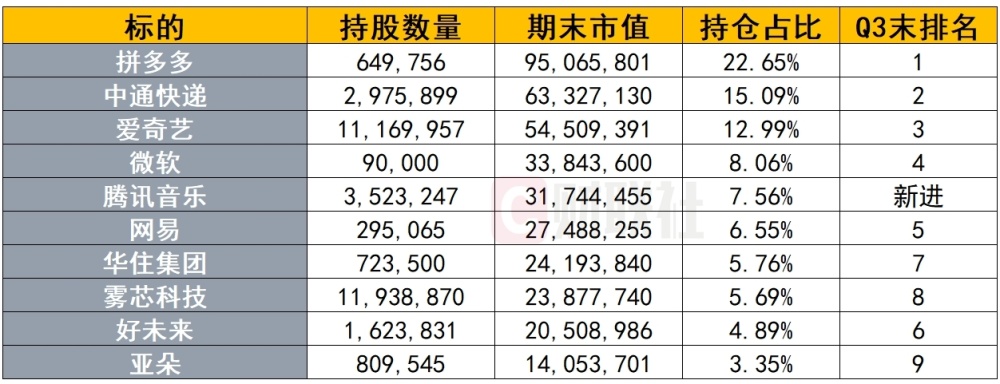 标的 持股数量 期末市值 持仓占比 Q3末排名
拼多多 649,756 95,065,801 22.65% 1
中通快递 2,975,899 63,327,130 15.09% 2
爱奇艺 11,169,957 54,509,391 12.99% 3
微软 90,000 33,843,600 8.06% 4
腾讯音乐 3,523,247 31,744,455 7.56% 新进
网易 295,065 27,488,255 6.55% 5
华住集团 723,500 24,193,840 5.76% 7
雾芯科技 11,938,870 23,877,740 5.69% 8
好未来 1,623,831 20,508,986 4.89% 6
亚朵 809,545 14,053,701 3.35% 9
财联社